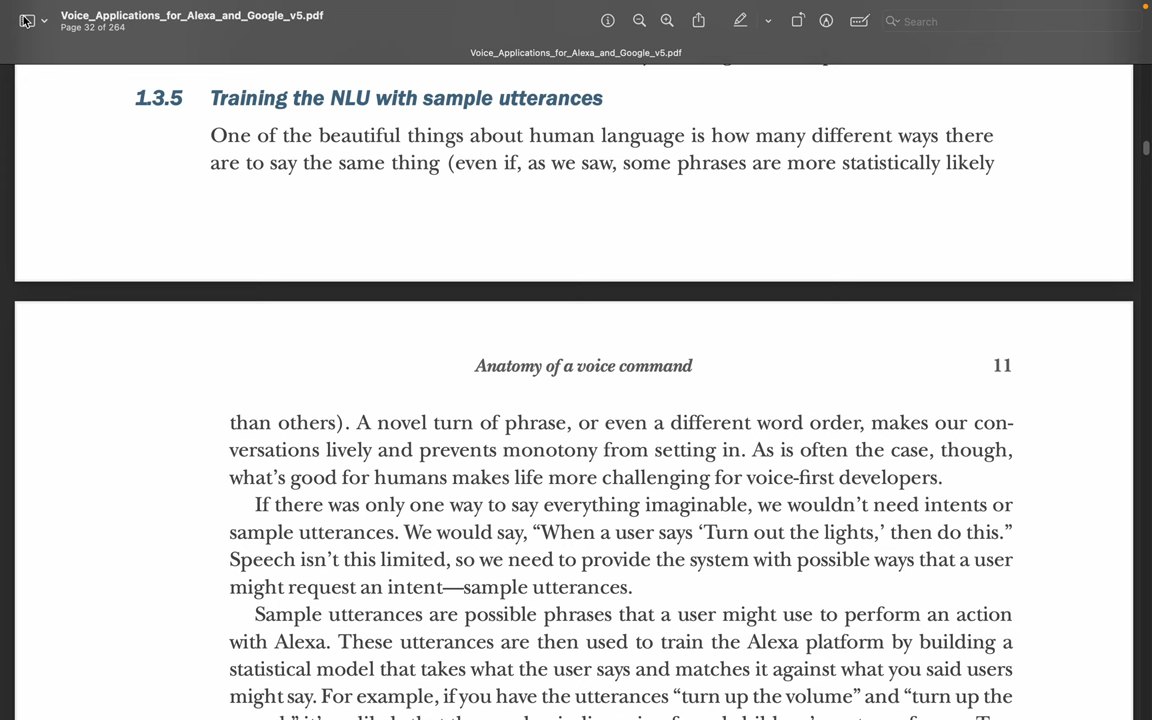 Voice_Applications_for_Alexa_and_Google_v5.pdf
Page 32 of 264
Search
Voice_Applications_for_Alexa_and_Google_v5.pdf
1.3.5 Training the NLU with sample utterances
One of the beautiful things about human language is how many different ways there
are to say the same thing (even if, as we saw, some phrases are more statistically likely
Anatomy of a voice command 11
than others). A novel turn of phrase, or even a different word order, makes our con-
versations lively and prevents monotony from setting in. As is often the case, though,
what’s good for humans makes life more challenging for voice-first developers.
If there was only one way to say everything imaginable, we wouldn’t need intents or
sample utterances. We would say, “When a user says ‘Turn out the lights,’ then do this.”
Speech isn’t this limited, so we need to provide the system with possible ways that a user
might request an intent—sample utterances.
Sample utterances are possible phrases that a user might use to perform an action
with Alexa. These utterances are then used to train the Alexa platform by building a
statistical model that takes what the user says and matches it against what you said users
might say. For example, if you have the utterances “turn up the volume” and “turn up the